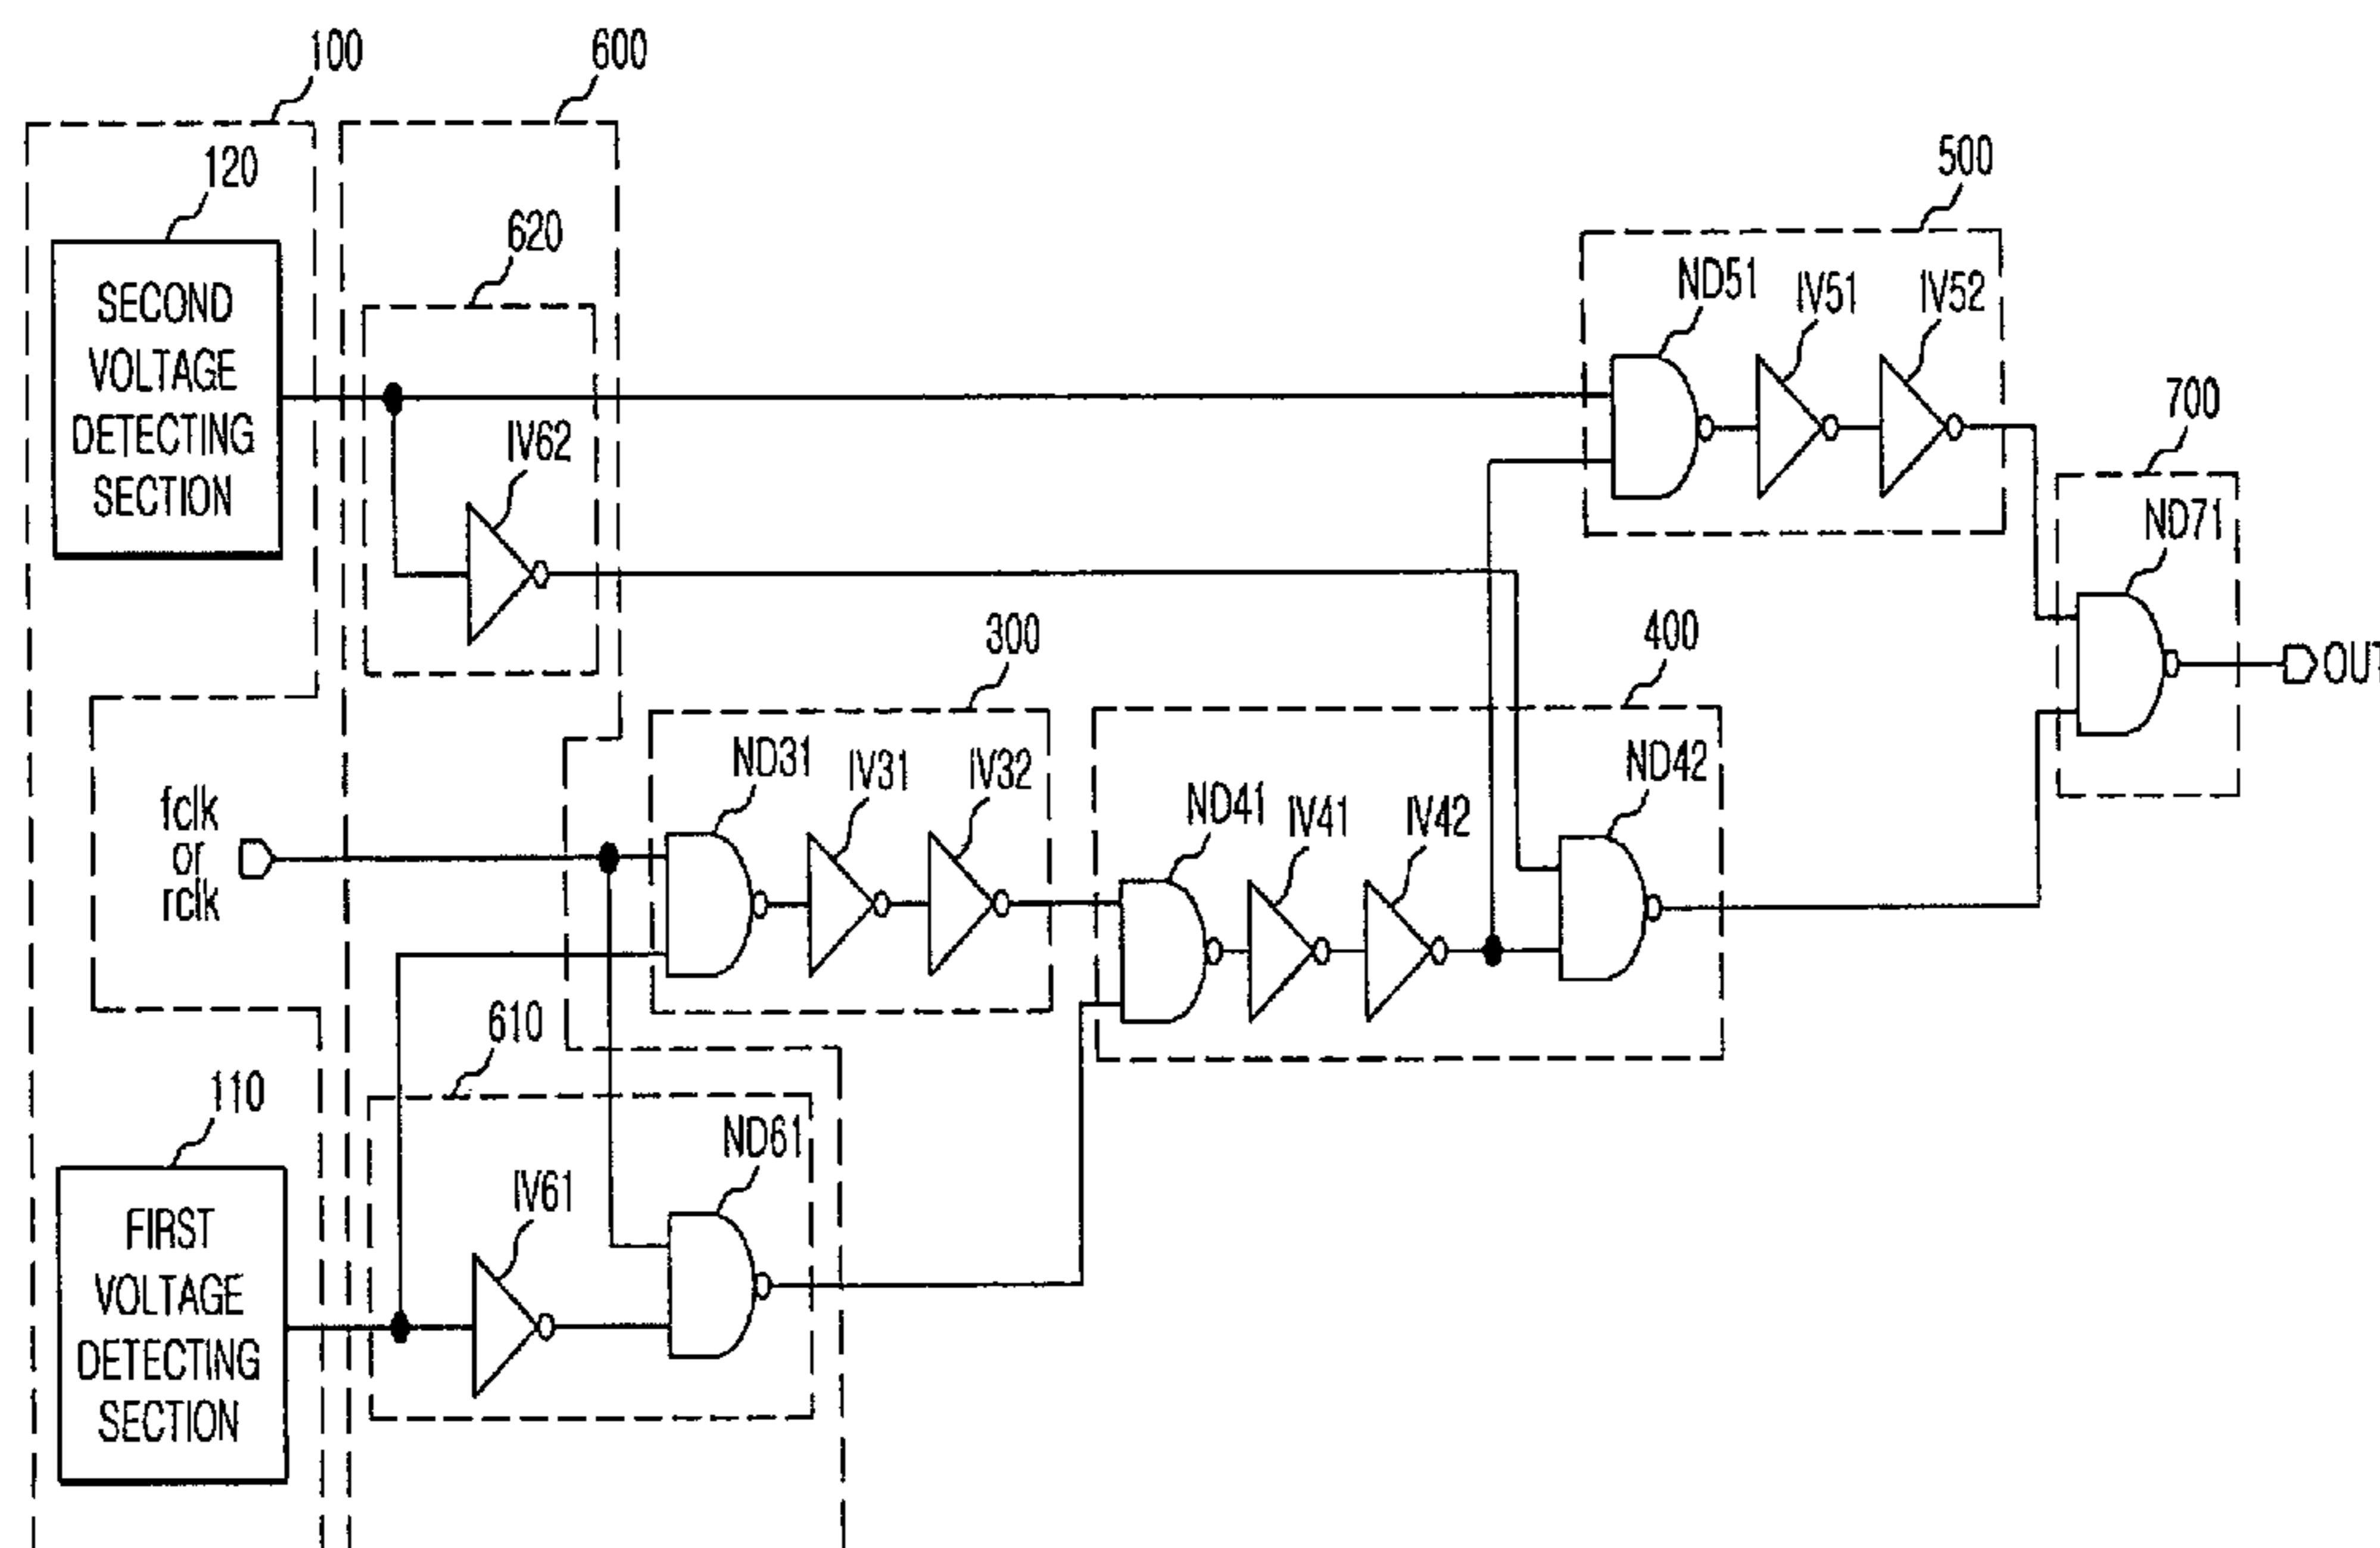 100
600
120
SECOND
VOLTAGE
DETECTING
SECTION
620
IV62
500
ND51
IV51
IV52
700
ND71
OUT
300
ND31
IV31
IV32
400
ND41
IV41
IV42
ND42
fclk
or
rclk
610
ND61
IV61
110
FIRST
VOLTAGE
DETECTING
SECTION